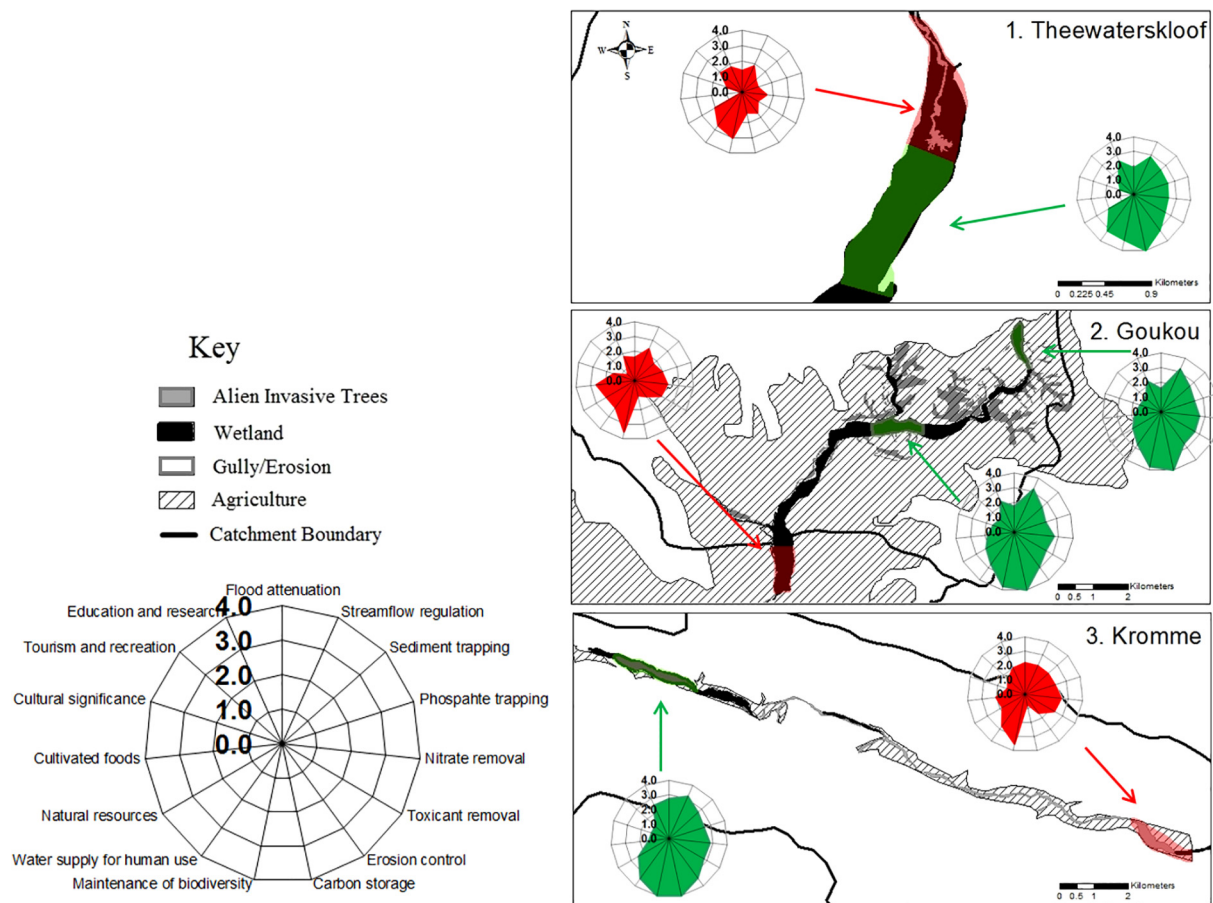 Key
Alien Invasive Trees
Wetland
Gully/Erosion
Agriculture
Catchment Boundary
Flood attenuation
Education and research
4.0
Streamflow regulation
Tourism and recreation
3.0
Sediment trapping
Cultural significance
2.0
Phospahte trapping
1.0
Cultivated foods
0.0
Nitrate removal
Natural resources
Toxicant removal
Water supply for human use
Erosion control
Maintenance of biodiversity
Carbon storage
1. Theewaterskloof
N
W E
S
4.0
3.0
2.0
1.0
0.0
4.0
3.0
2.0
1.0
0.0
Kilometers
0 0.225 0.45 0.9
2. Goukou
4.0
3.0
2.0
1.0
0.0
4.0
3.0
2.0
1.0
0.0
4.0
3.0
2.0
1.0
0.0
Kilometers
0 0.5 1 2
3. Kromme
4.0
3.0
2.0
1.0
0.0
4.0
3.0
2.0
1.0
0.0
Kilometers
0 0.5 1 2